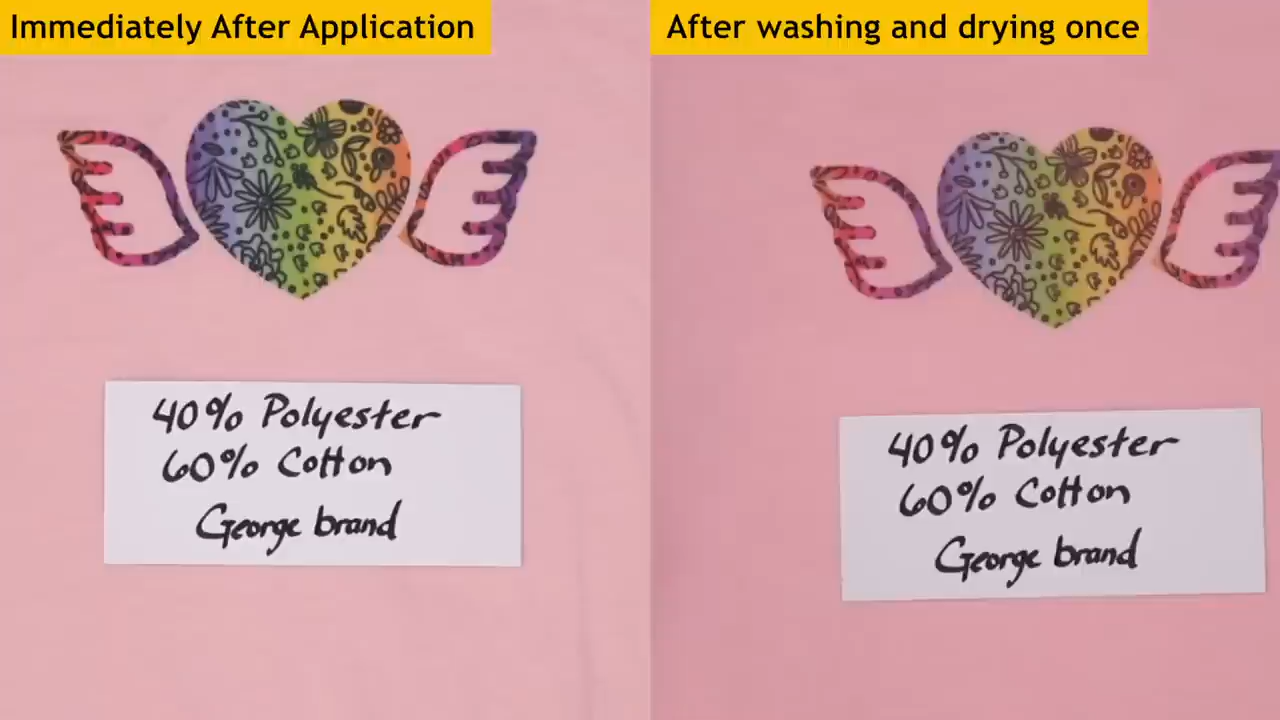 Immediately After Application
After washing and drying once
40% Polyester
60% Cotton
George brand
40% Polyester
60% Cotton
George brand